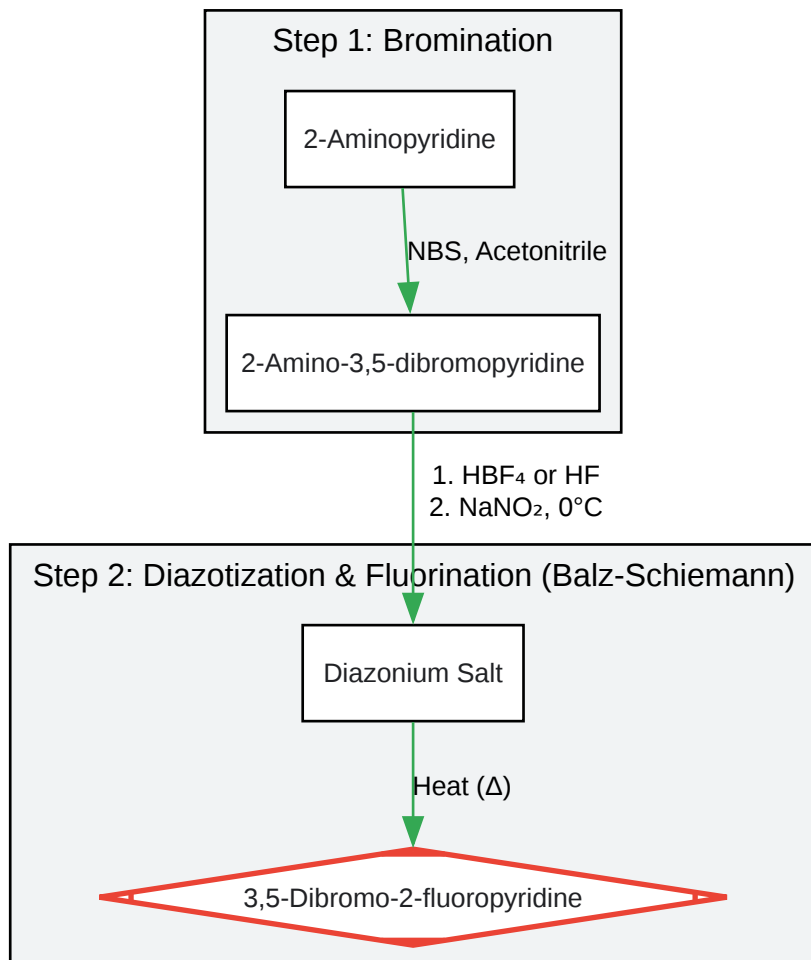 Step 1: Bromination
2-Aminopyridine
NBS, Acetonitrile
2-Amino-3,5-dibromopyridine
1. HBF₄ or HF
2. NaNO₂, 0°C
Step 2: Diazotization & Fluorination (Balz-Schiemann)
Diazonium Salt
Heat (Δ)
3,5-Dibromo-2-fluoropyridine